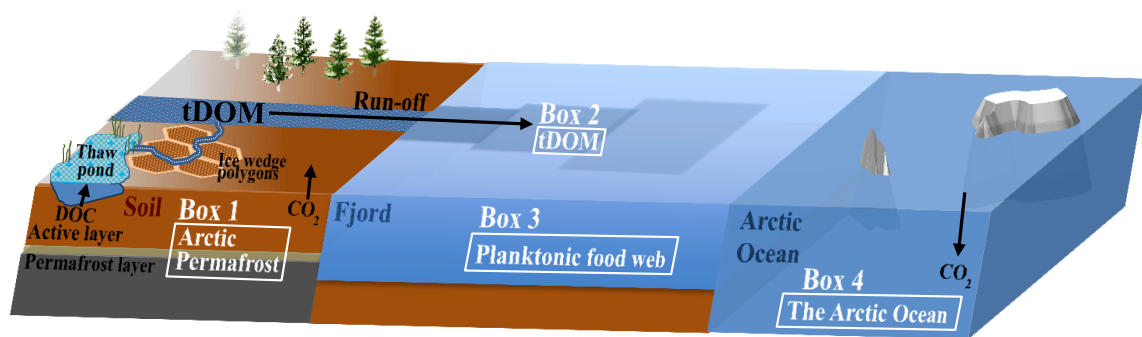 tDOM
Run-off
Box 2
tDOM
Thaw
pond
Ice wedge
polygons
DOC
Soil
Active layer
Permafrost layer
Box 1
Arctic
Permafrost
CO2
Fjord
Box 3
Planktonic food web
Arctic
Ocean
Box 4
The Arctic Ocean
CO2